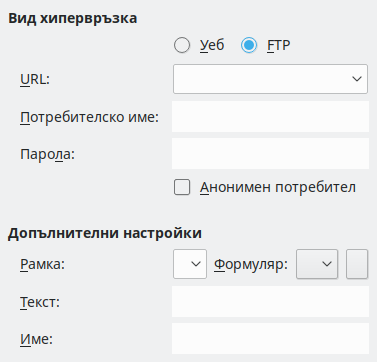 Вид хипервръзка
Уеб FTP
URL:
Потребителско име:
Парола:
Анонимен потребител
Допълнителни настройки
Рамка: Формуляр:
Текст:
Име: